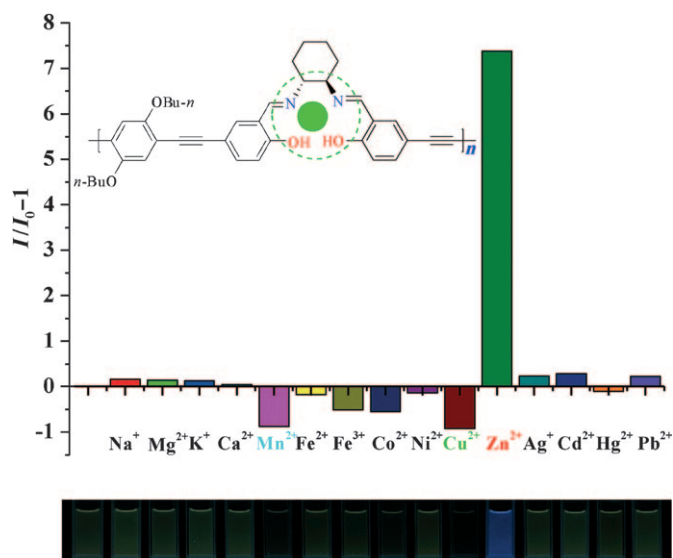 8
7
6
5
4
3
2
1
0
-1
I/I₀–1
OBu-n
n-BuO
N
N
OH
HO
n
Na⁺ Mg²⁺ K⁺ Ca²⁺ Mn²⁺ Fe²⁺ Fe³⁺ Co²⁺ Ni²⁺ Cu²⁺ Zn²⁺ Ag⁺ Cd²⁺ Hg²⁺ Pb²⁺